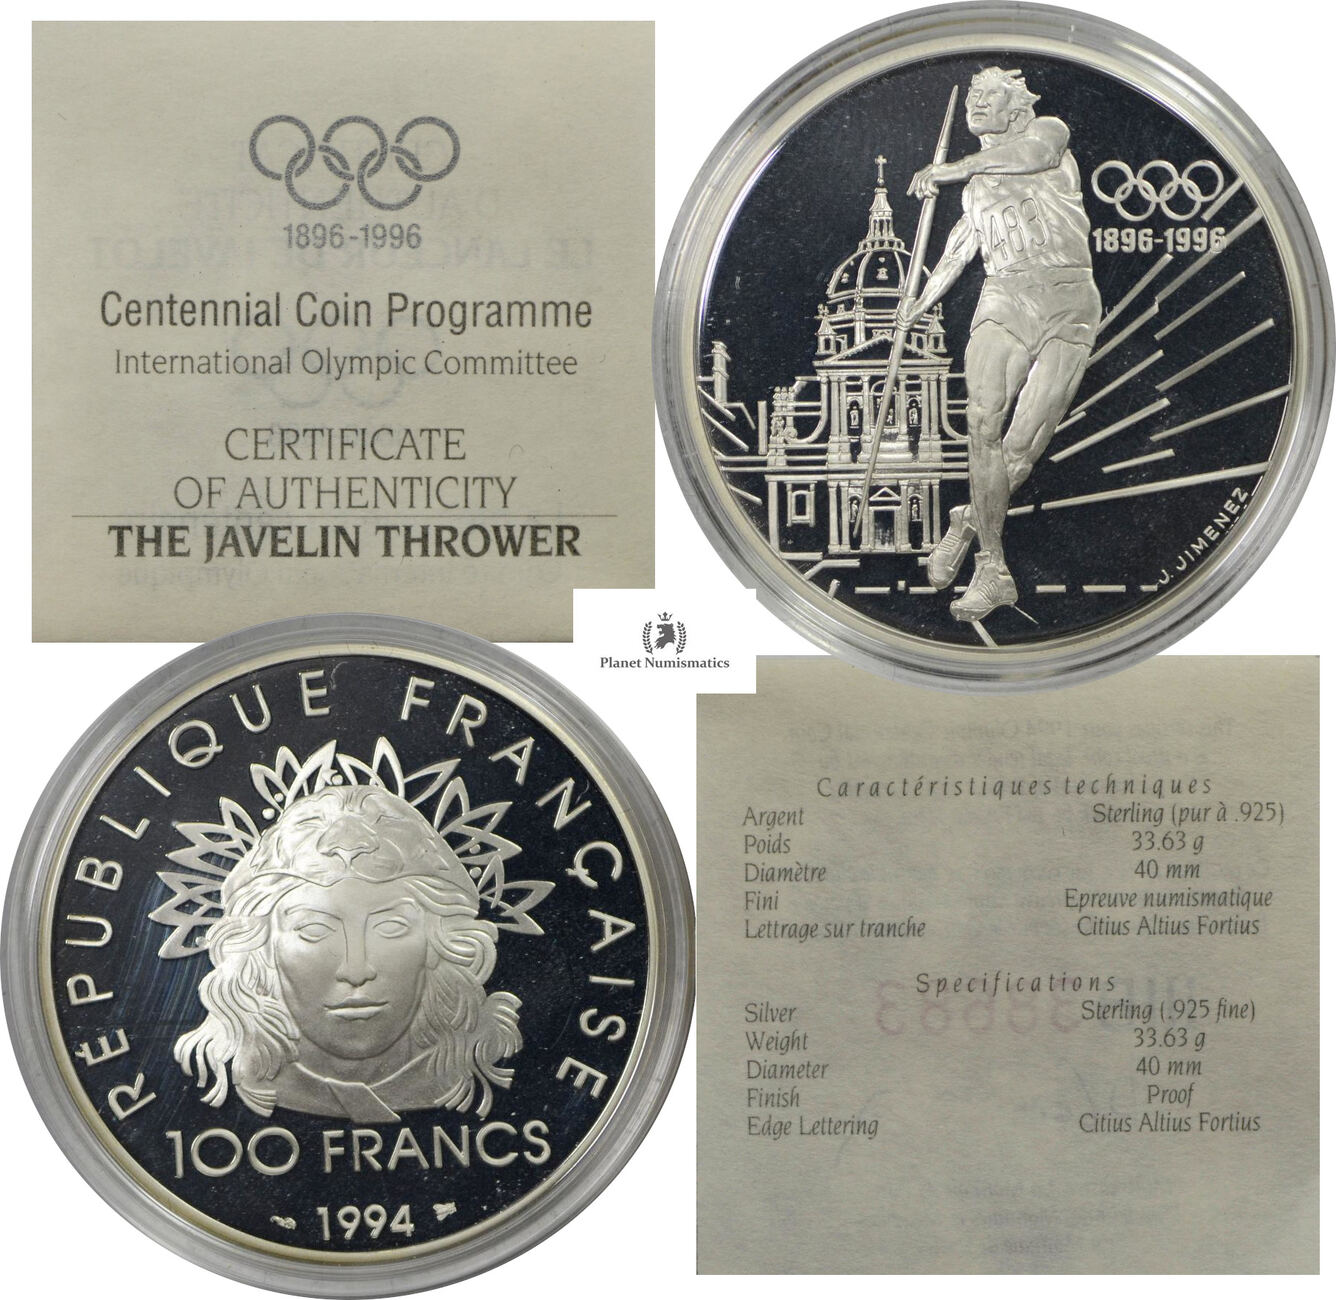 1896-1996
Centennial Coin Programme
International Olympic Committee
CERTIFICATE
OF AUTHENTICITY
THE JAVELIN THROWER
483
1896-1996
J. JIMENEZ
Planet Numismatics
RÉPUBLIQUE FRANÇAISE
100 FRANCS
1994
Caractéristiques techniques
Argent Sterling (pur à .925)
Poids 33.63 g
Diamètre 40 mm
Fini Epreuve numismatique
Lettrage sur tranche Citius Altius Fortius
Specifications
Silver Sterling (.925 fine)
Weight 33.63 g
Diameter 40 mm
Finish Proof
Edge Lettering Citius Altius Fortius